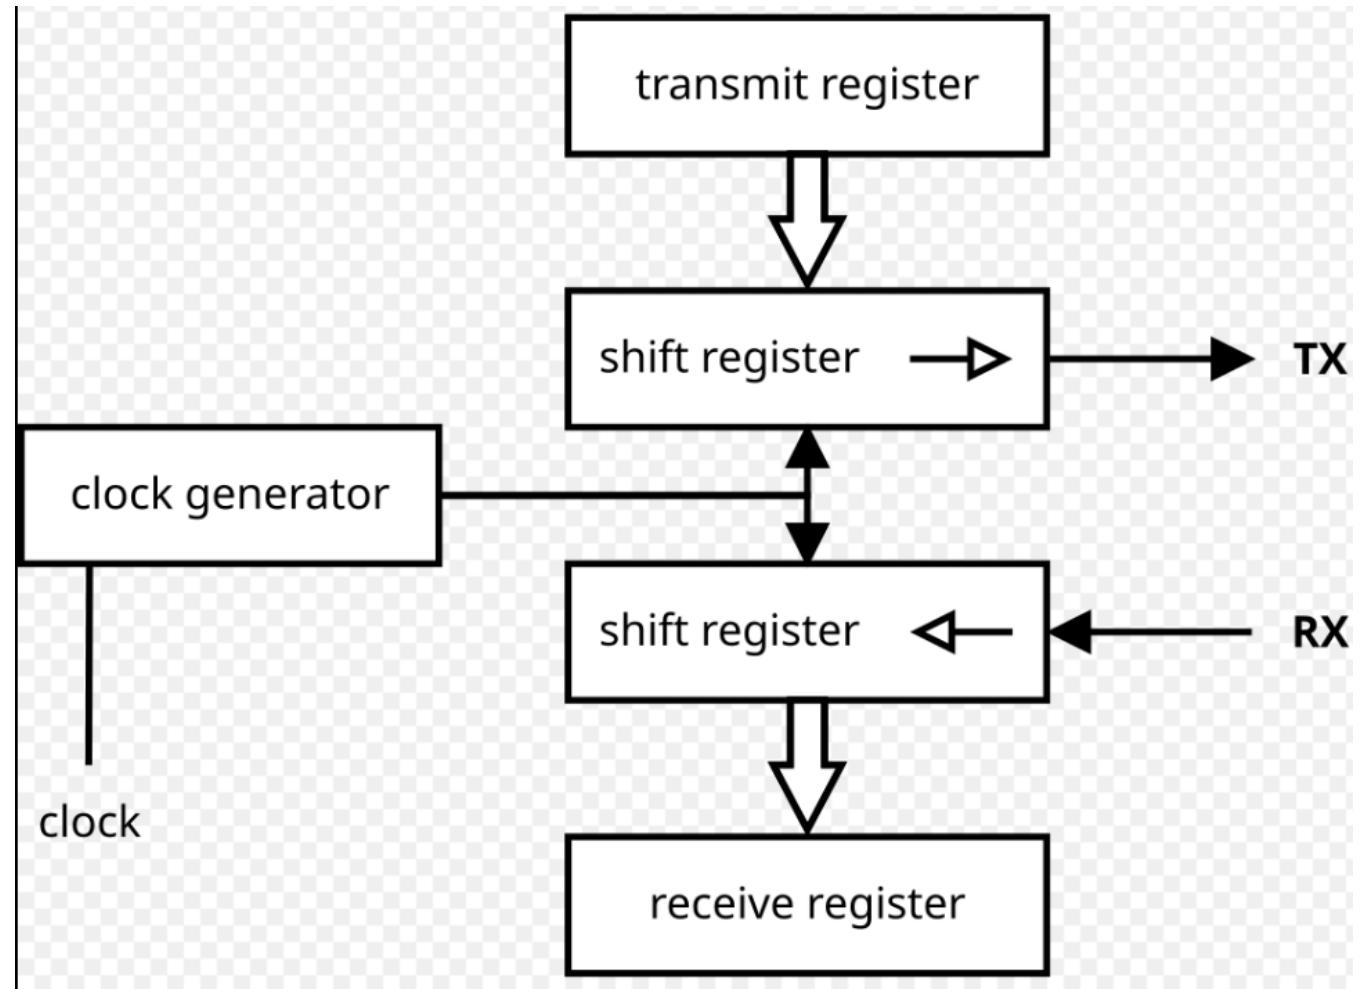 transmit register
shift register
TX
clock generator
shift register
RX
clock
receive register